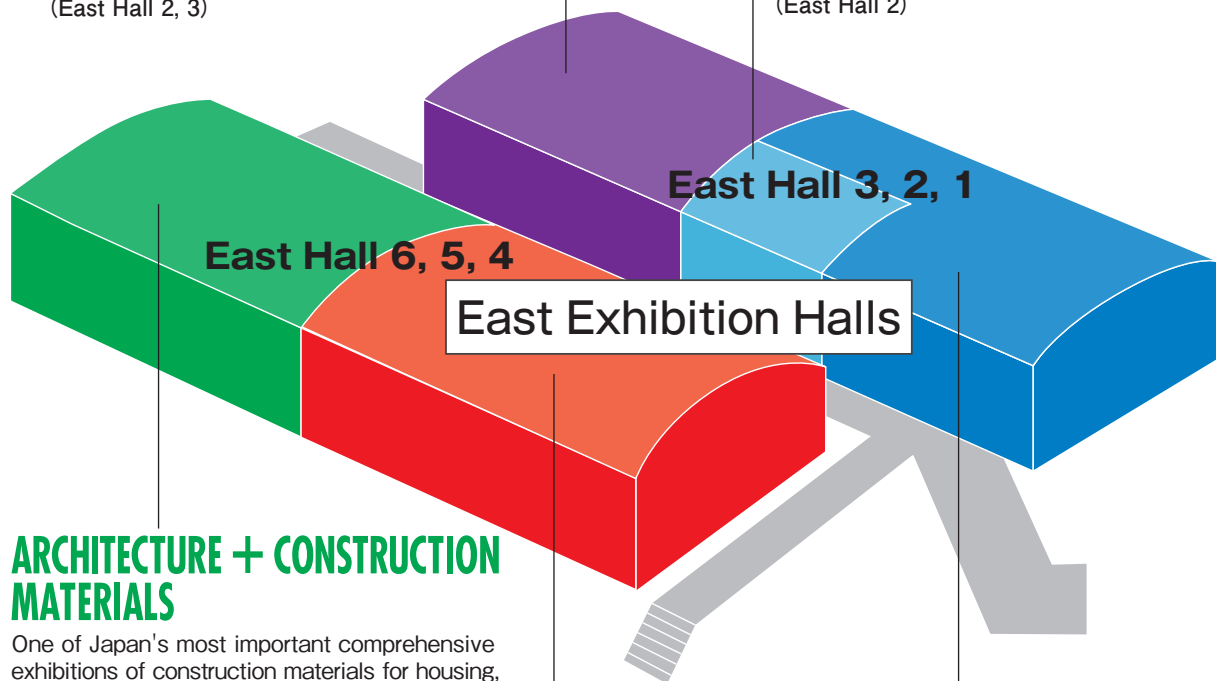 (East Hall 2, 3)
(East Hall 2)
East Hall 3, 2, 1
East Hall 6, 5, 4
East Exhibition Halls
ARCHITECTURE + CONSTRUCTION
MATERIALS
One of Japan's most important comprehensive
exhibitions of construction materials for housing,